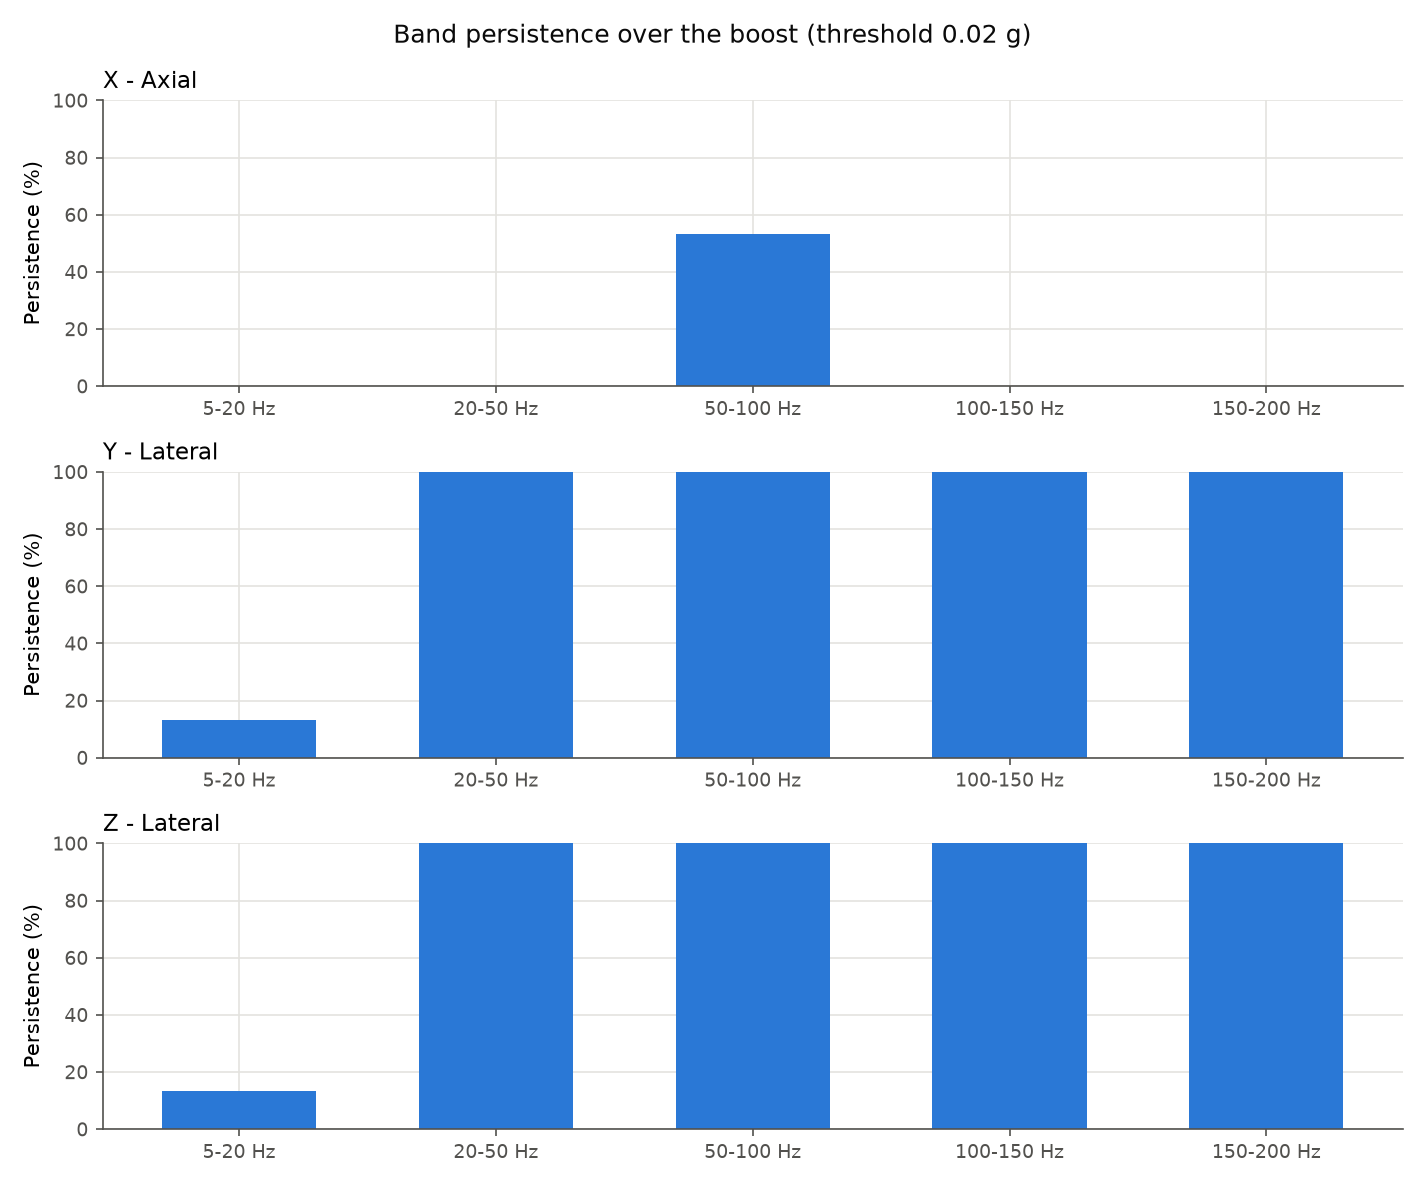 Band persistence over the boost (threshold 0.02 g)
X - Axial
Persistence (%)
100
80
60
40
20
0
5-20 Hz 20-50 Hz 50-100 Hz 100-150 Hz 150-200 Hz
Y - Lateral
Persistence (%)
100
80
60
40
20
0
5-20 Hz 20-50 Hz 50-100 Hz 100-150 Hz 150-200 Hz
Z - Lateral
Persistence (%)
100
80
60
40
20
0
5-20 Hz 20-50 Hz 50-100 Hz 100-150 Hz 150-200 Hz